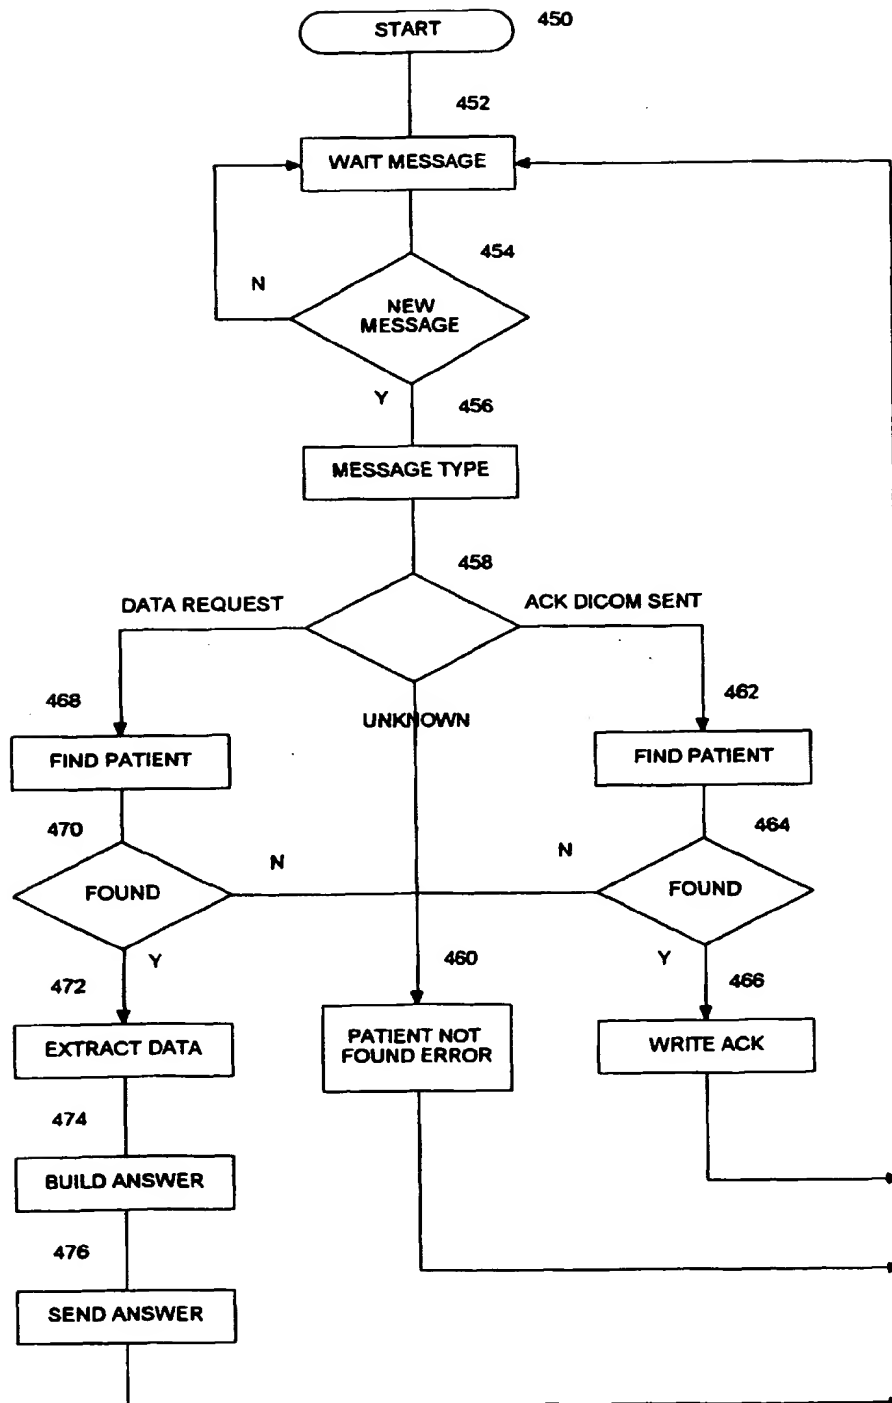 START
450
452
WAIT MESSAGE
454
N
NEW
MESSAGE
Y
456
MESSAGE TYPE
458
DATA REQUEST
ACK DICOM SENT
468
462
UNKNOWN
FIND PATIENT
FIND PATIENT
470
464
N
N
FOUND
FOUND
Y
460
Y
472
466
EXTRACT DATA
PATIENT NOT
FOUND ERROR
WRITE ACK
474
BUILD ANSWER
476
SEND ANSWER